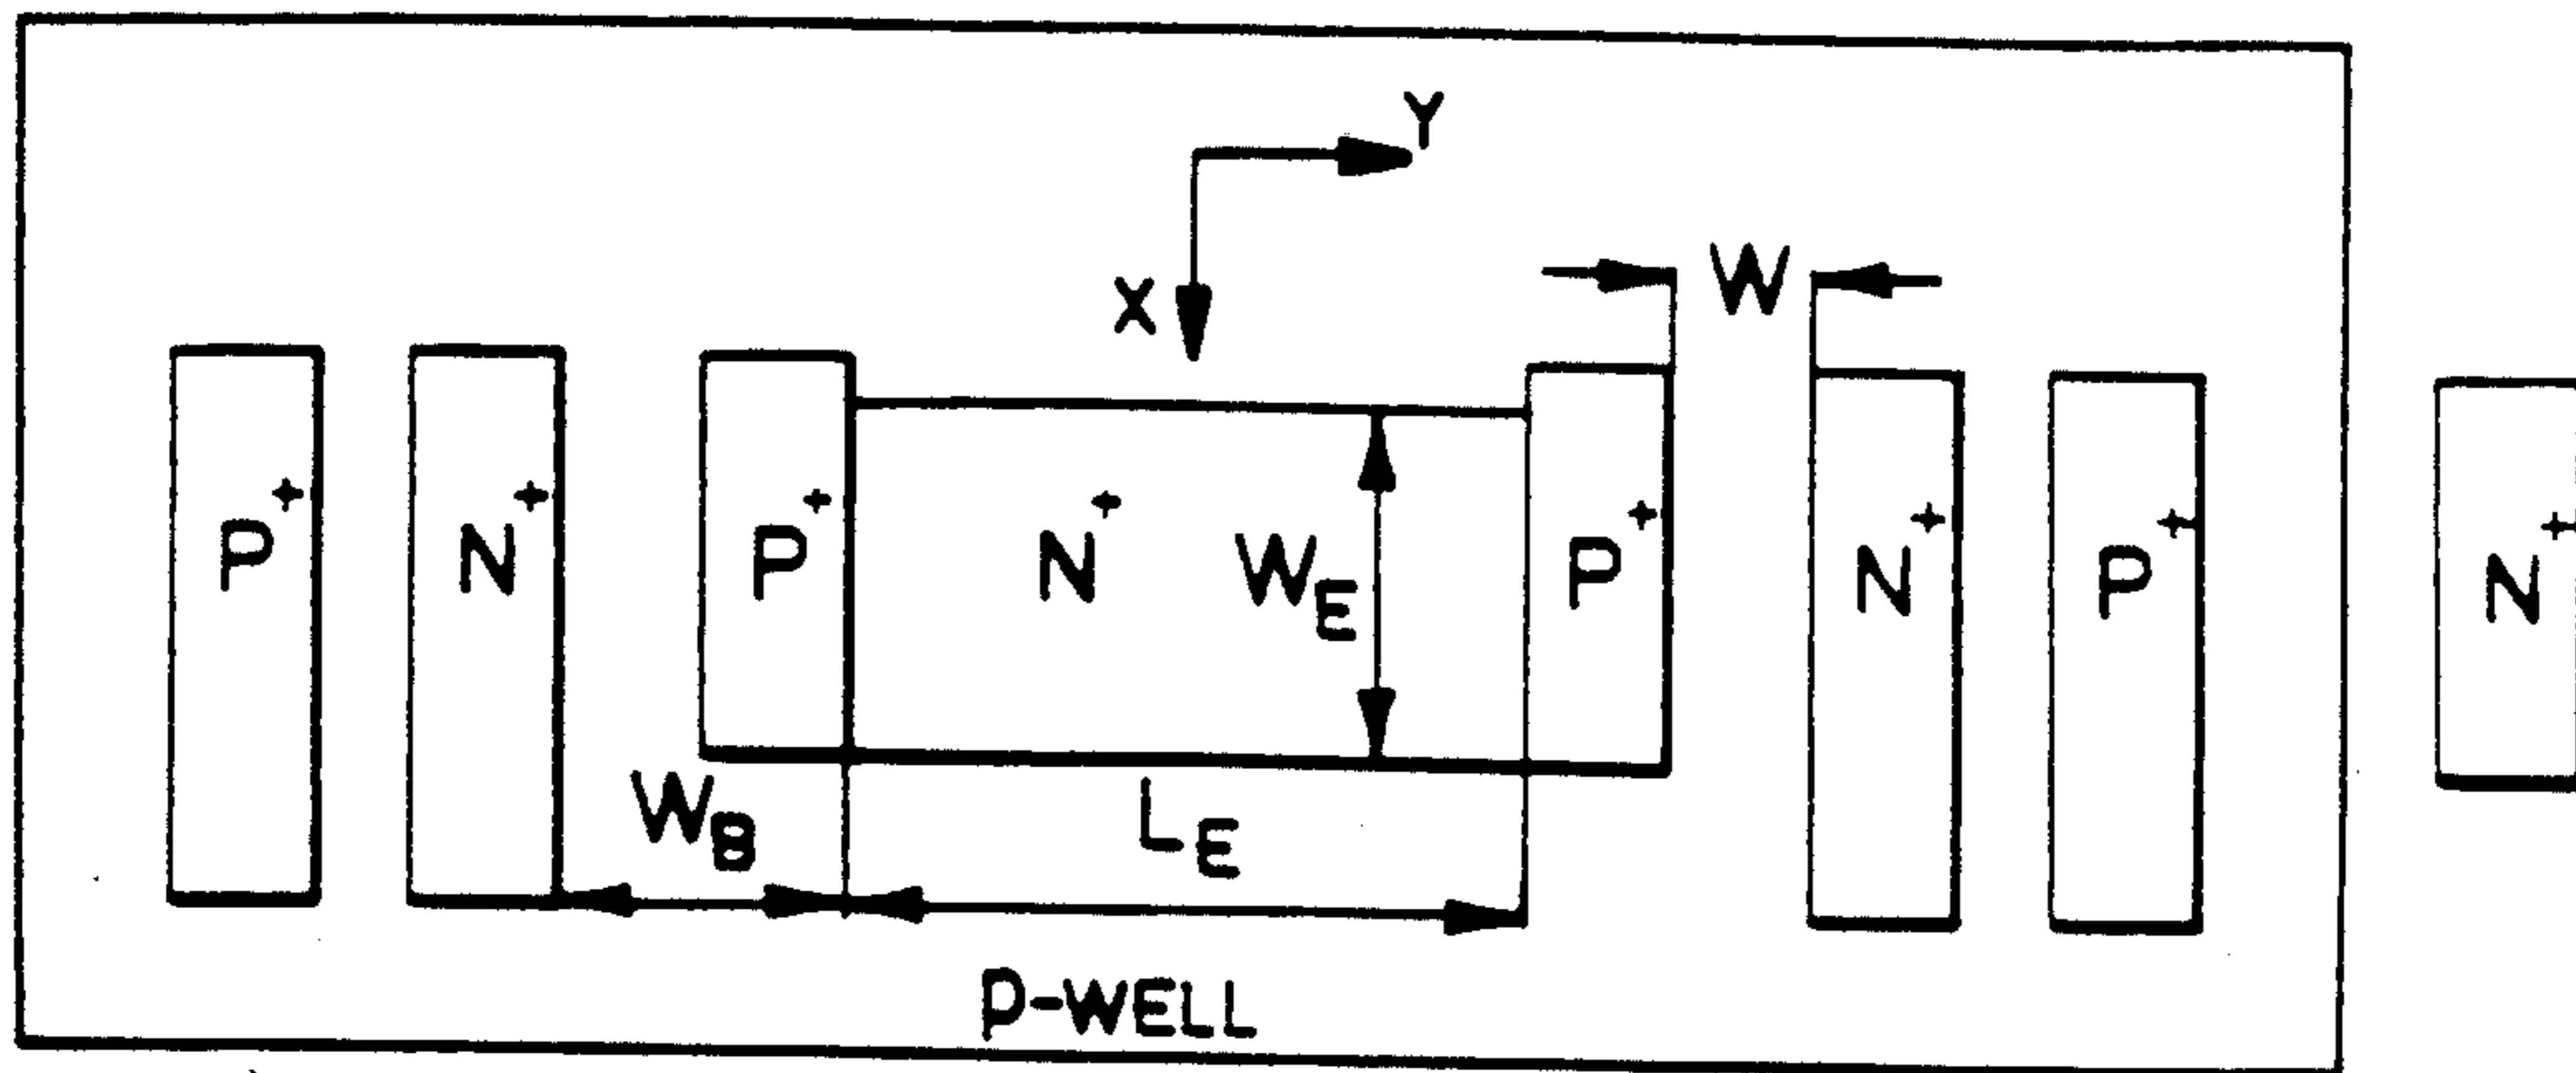 Y
X
W
P+ N+ P+ N+ WE P+ N+ P+ N+
WB LE
P-WELL